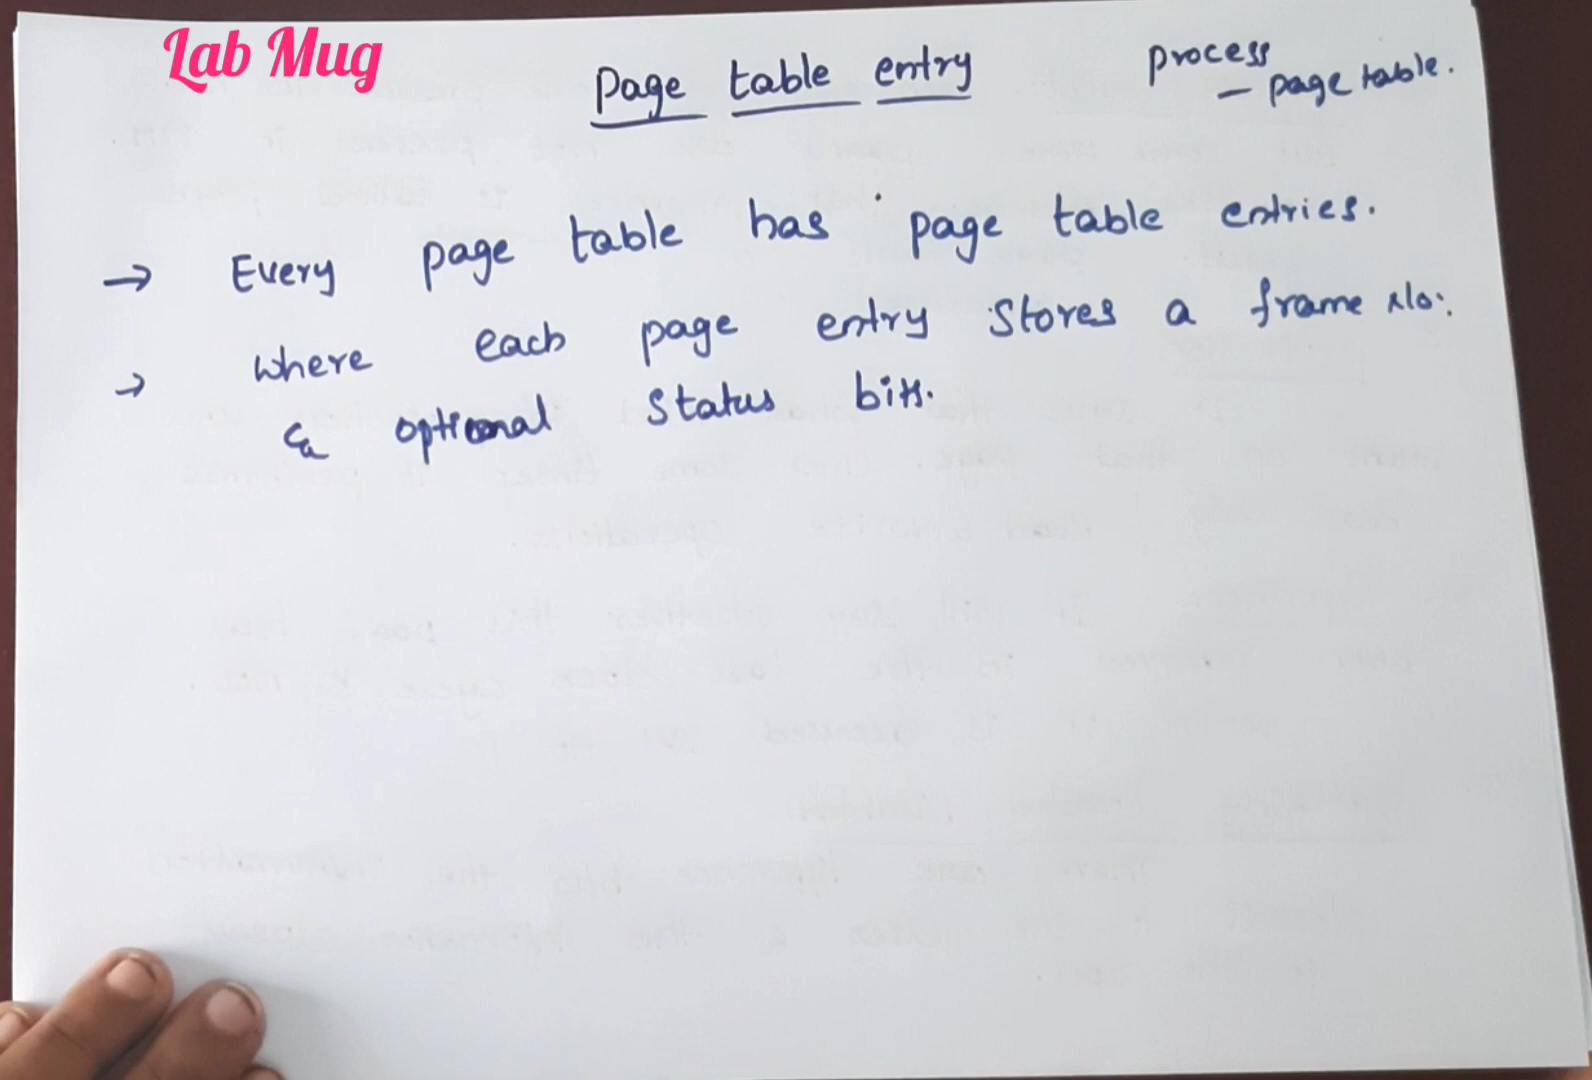 Lab Mug
Page table entry
process
- page table.
→ Every page table has page table entries.
→ where each page entry stores a frame No:
& optional status bits.